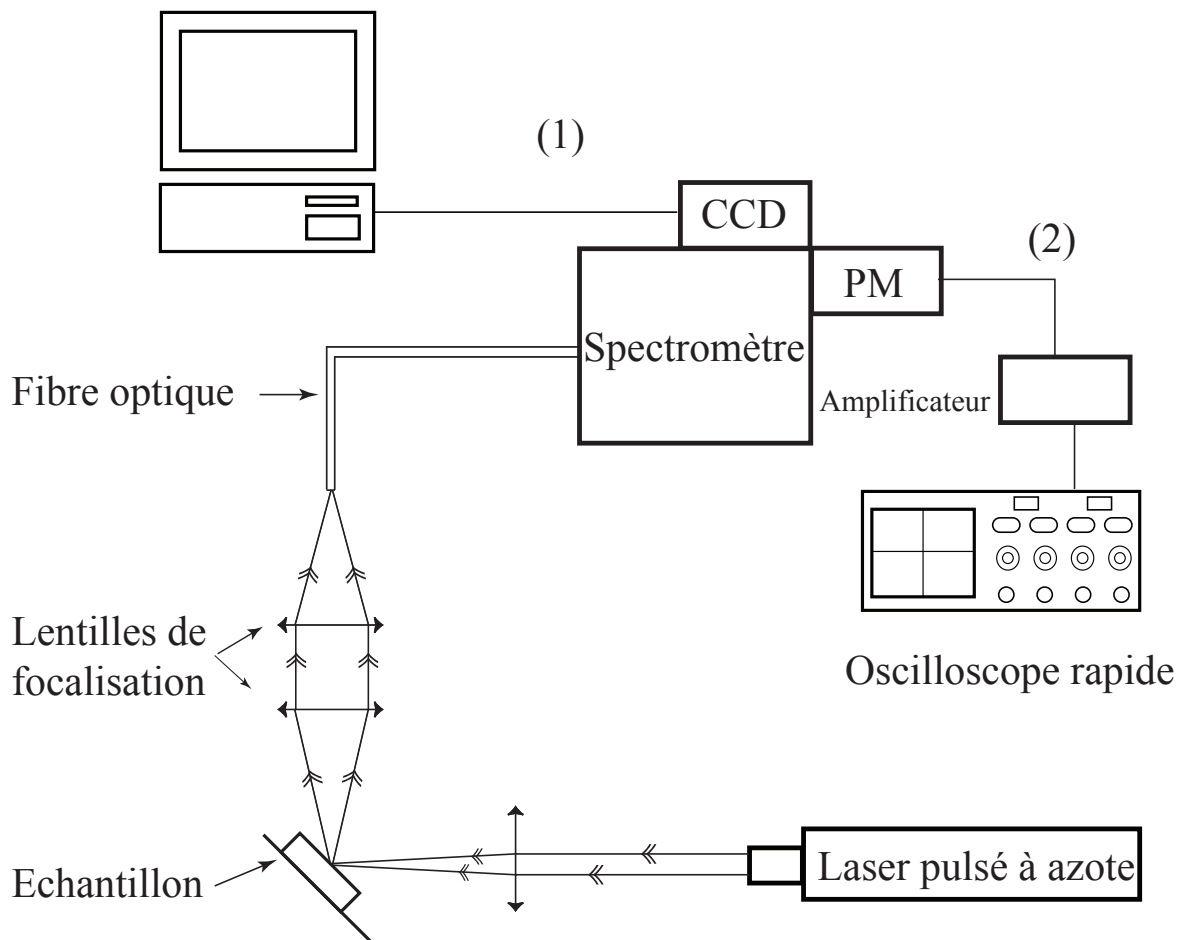 (1)
CCD
(2)
PM
Spectromètre
Fibre optique
Amplificateur
Lentilles de
focalisation
Oscilloscope rapide
Echantillon
Laser pulsé à azote